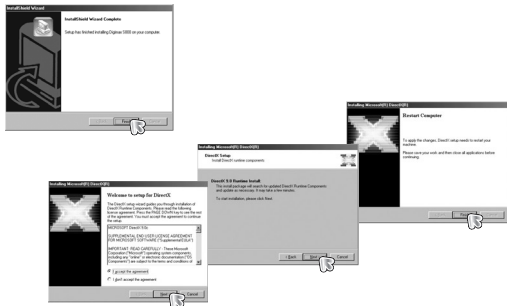 InstallShield Wizard
InstallShield Wizard Complete
Setup has finished installing Digimax S800 on your computer.
Installing Microsoft(R) DirectX(R)
Restart Computer
To apply the changes, DirectX setup needs to restart your
machine.
Please save your work and then close all applications before
continuing.
Installing Microsoft(R) DirectX(R)
DirectX Setup
Install DirectX runtime components
DirectX 9.0 Runtime Install:
This install package will search for updated DirectX Runtime Components
and update as necessary. It may take a few minutes.
To start installation, please click Next.
< Back
Next
Cancel
Installing Microsoft(R) DirectX(R)
Welcome to setup for DirectX
The DirectX setup wizard guides you through installation of
DirectX Runtime Components. Please read the following
license agreement. Press the PAGE DOWN key to see the rest
of the agreement. You must accept the agreement to continue
the setup.
MICROSOFT DirectX 9.0c
SUPPLEMENTAL END USER LICENSE AGREEMENT
FOR MICROSOFT SOFTWARE ("Supplemental EULA")
IMPORTANT: READ CAREFULLY - These Microsoft
Corporation ("Microsoft") operating system components,
including any "online" or electronic documentation ("OS
Components") are subject to the terms and conditions of
I accept the agreement
I don't accept the agreement
Next
Cancel